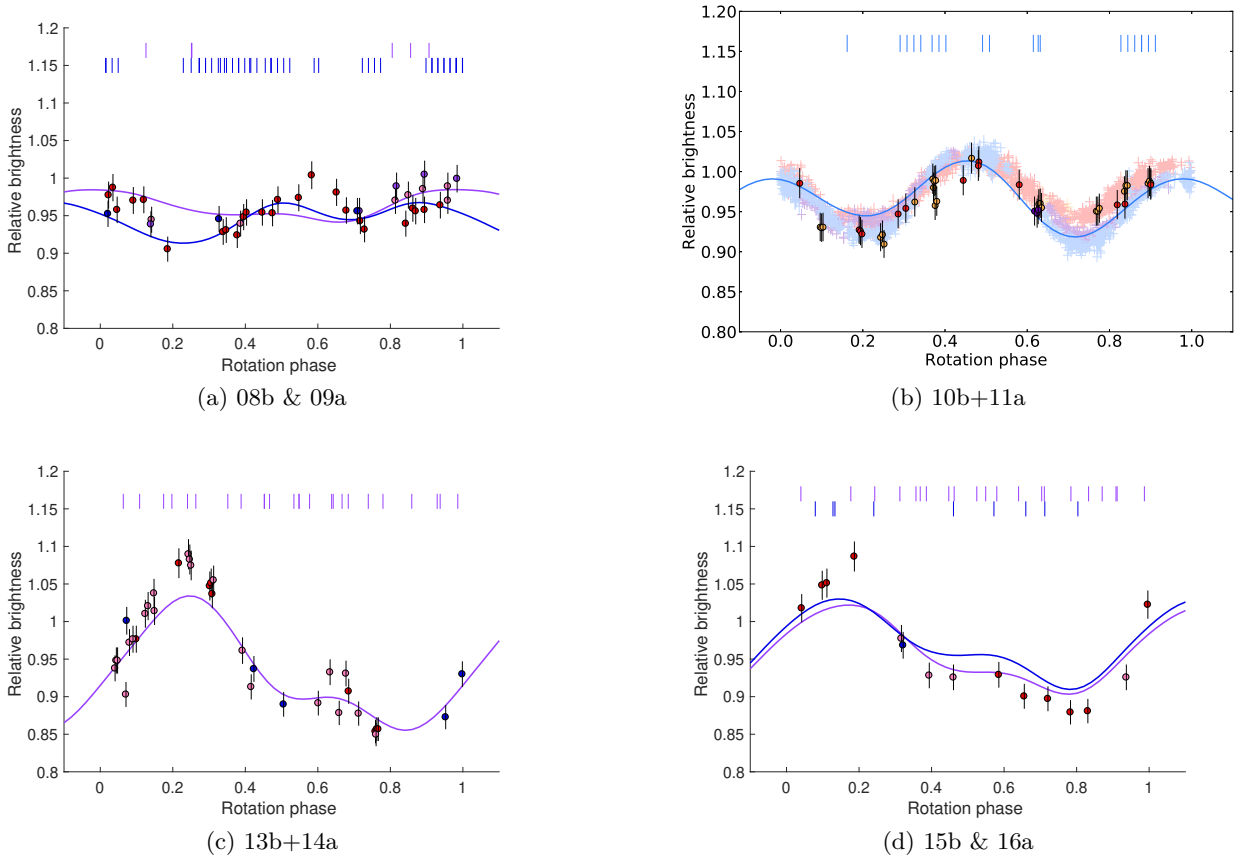 1.2
1.15
1.1
1.05
1
0.95
0.9
0.85
0.8
Relative brightness
0 0.2 0.4 0.6 0.8 1
Rotation phase
(a) 08b & 09a
1.20
1.15
1.10
1.05
1.00
0.95
0.90
0.85
0.80
Relative brightness
0.0 0.2 0.4 0.6 0.8 1.0
Rotation phase
(b) 10b+11a
1.2
1.15
1.1
1.05
1
0.95
0.9
0.85
0.8
Relative brightness
0 0.2 0.4 0.6 0.8 1
Rotation phase
(c) 13b+14a
1.2
1.15
1.1
1.05
1
0.95
0.9
0.85
0.8
Relative brightness
0 0.2 0.4 0.6 0.8 1
Rotation phase
(d) 15b & 16a